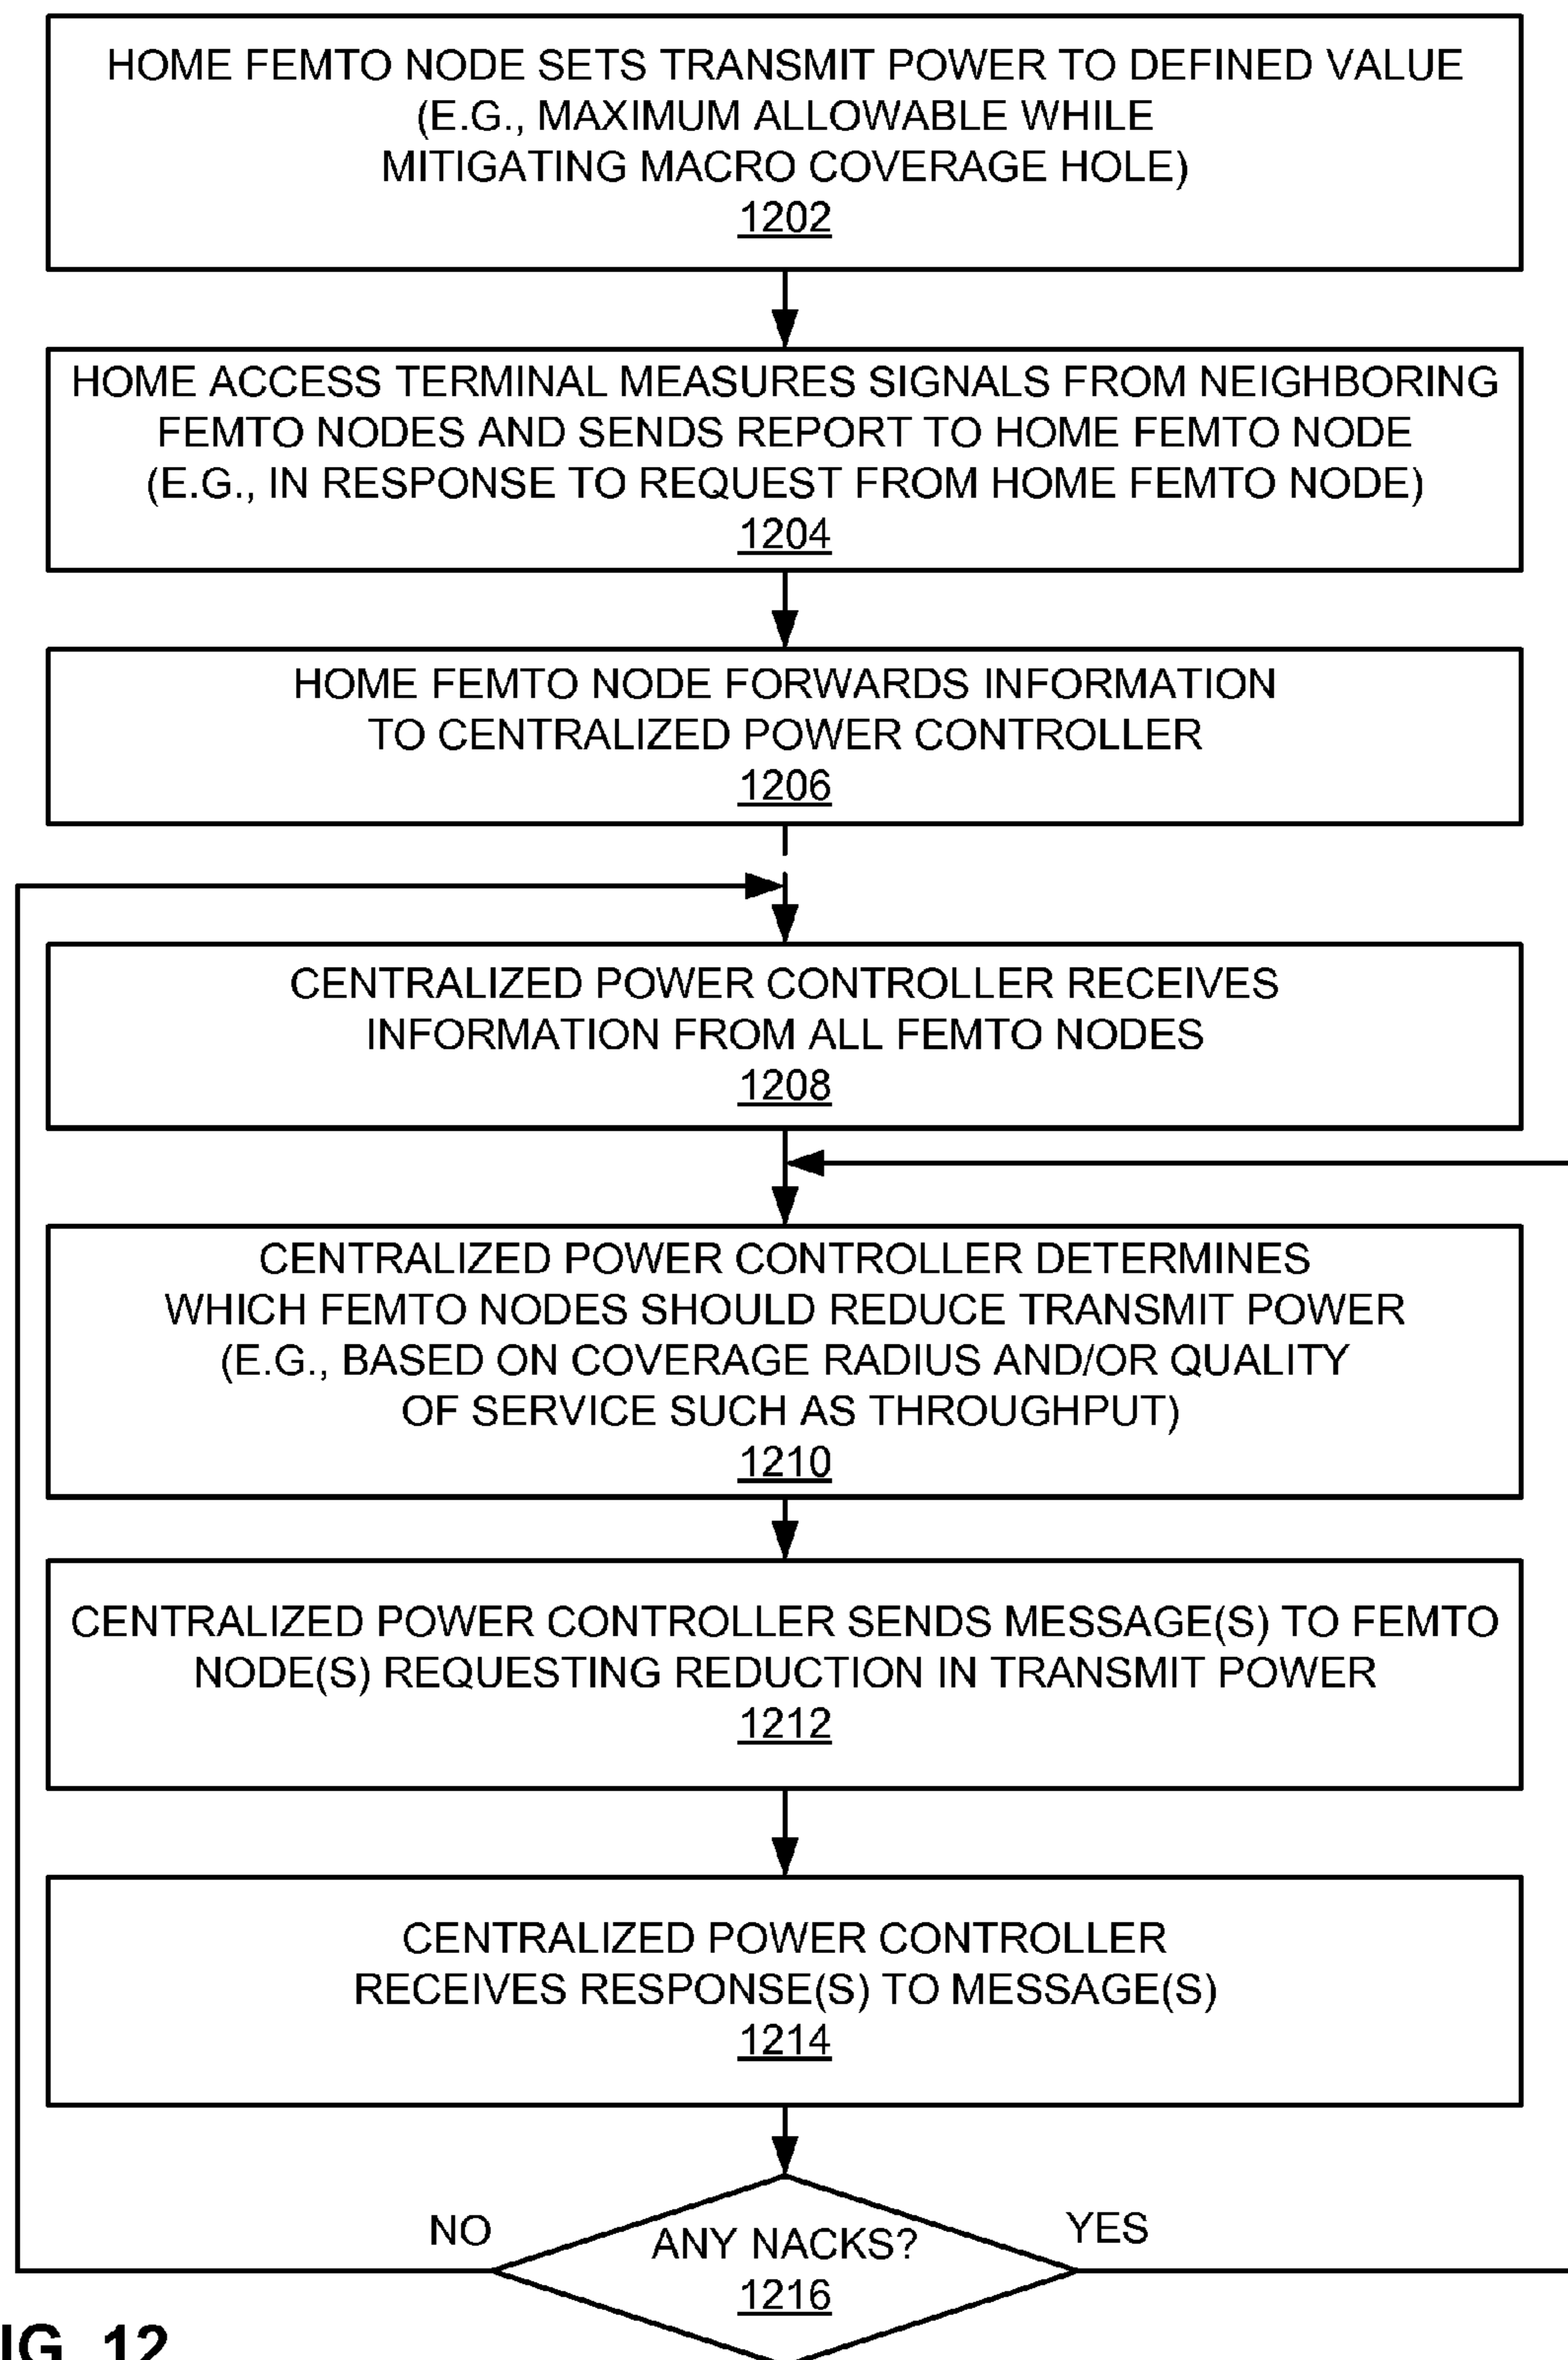 HOME FEMTO NODE SETS TRANSMIT POWER TO DEFINED VALUE
(E.G., MAXIMUM ALLOWABLE WHILE
MITIGATING MACRO COVERAGE HOLE)
1202
HOME ACCESS TERMINAL MEASURES SIGNALS FROM NEIGHBORING
FEMTO NODES AND SENDS REPORT TO HOME FEMTO NODE
(E.G., IN RESPONSE TO REQUEST FROM HOME FEMTO NODE)
1204
HOME FEMTO NODE FORWARDS INFORMATION
TO CENTRALIZED POWER CONTROLLER
1206
CENTRALIZED POWER CONTROLLER RECEIVES
INFORMATION FROM ALL FEMTO NODES
1208
CENTRALIZED POWER CONTROLLER DETERMINES
WHICH FEMTO NODES SHOULD REDUCE TRANSMIT POWER
(E.G., BASED ON COVERAGE RADIUS AND/OR QUALITY
OF SERVICE SUCH AS THROUGHPUT)
1210
CENTRALIZED POWER CONTROLLER SENDS MESSAGE(S) TO FEMTO
NODE(S) REQUESTING REDUCTION IN TRANSMIT POWER
1212
CENTRALIZED POWER CONTROLLER
RECEIVES RESPONSE(S) TO MESSAGE(S)
1214
NO
YES
ANY NACKS?
1216
IG. 12